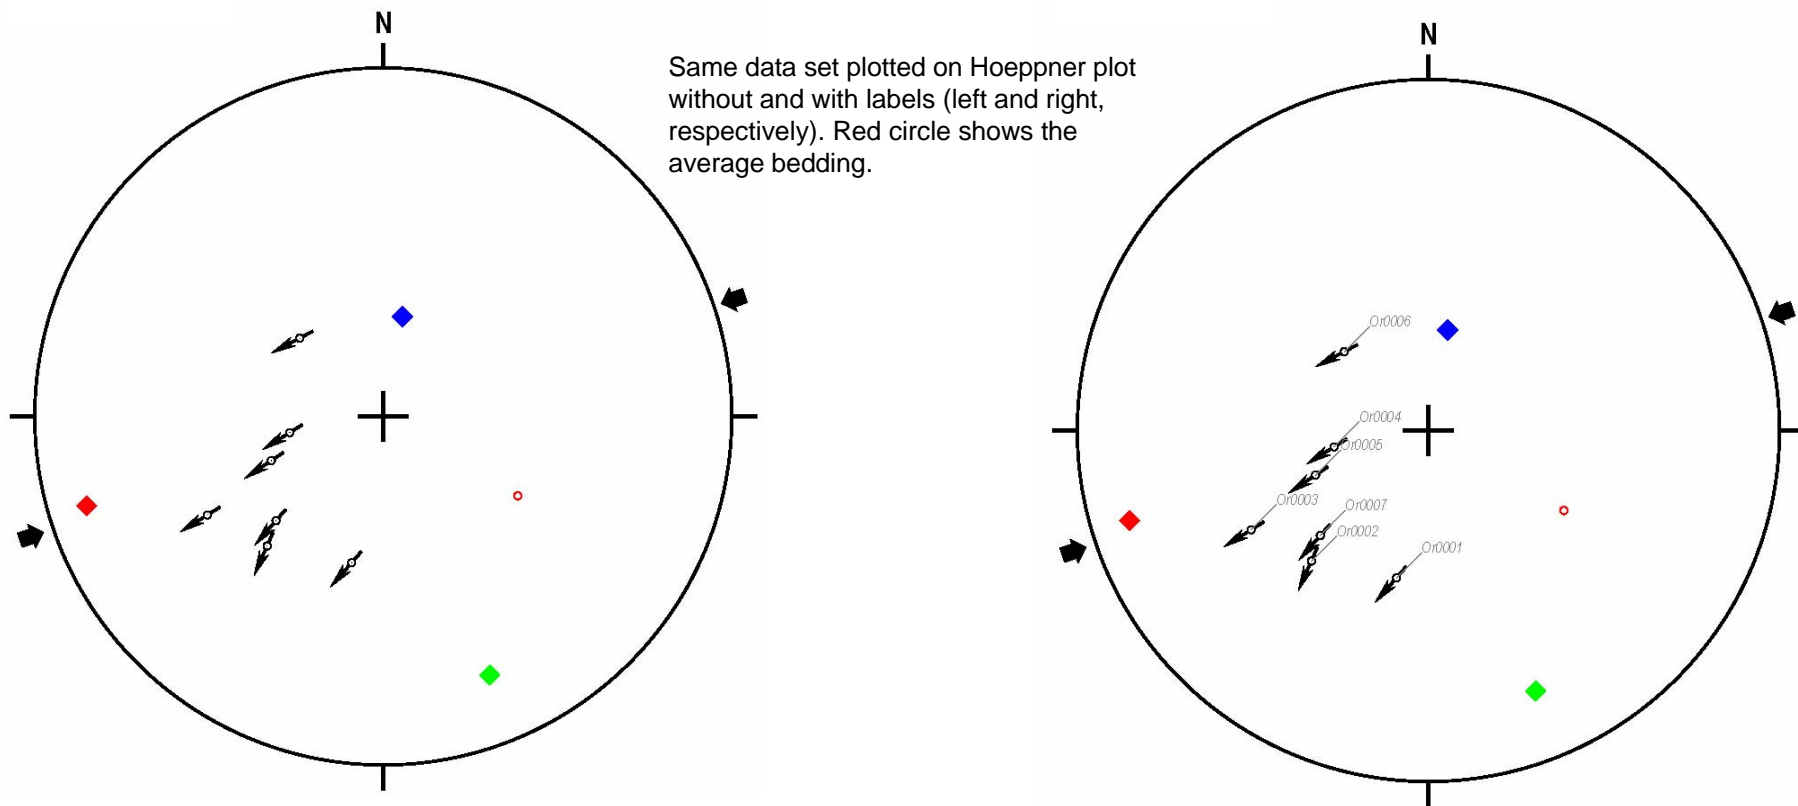 N
Same data set plotted on Hoeppner plot
without and with labels (left and right,
respectively). Red circle shows the
average bedding.
N
Or0006
Or0004
Or0005
Or0003
Or0007
Or0002
Or0001